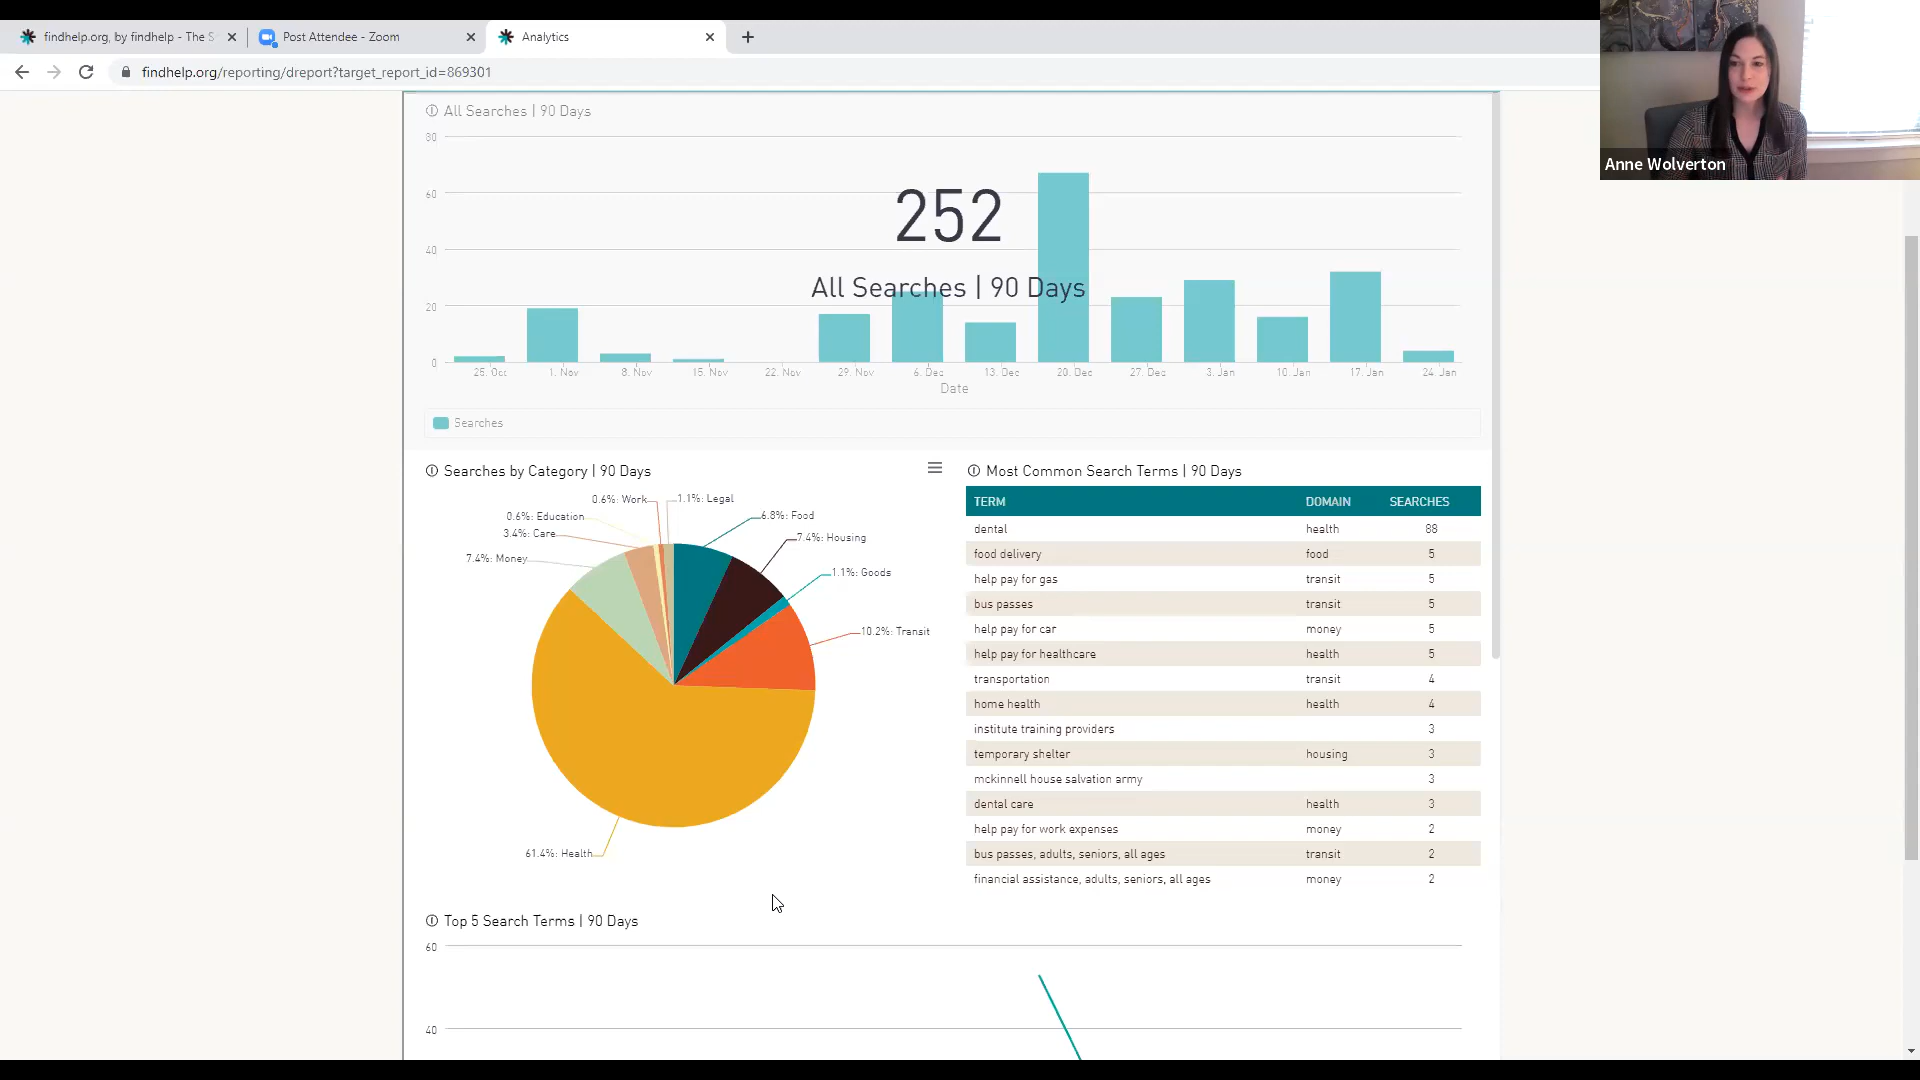 findhelp.org, by findhelp - The S
Post Attendee - Zoom
Analytics
findhelp.org/reporting/dreport?target_report_id=869301
Anne Wolverton
All Searches | 90 Days
80
60
40
20
0
252
All Searches | 90 Days
25. Oct
1. Nov
8. Nov
15. Nov
22. Nov
29. Nov
6. Dec
13. Dec
20. Dec
27. Dec
3. Jan
10. Jan
17. Jan
24. Jan
Date
Searches
Searches by Category | 90 Days
0.6%: Work
1.1%: Legal
0.6%: Education
6.8%: Food
3.4%: Care
7.4%: Housing
7.4%: Money
1.1%: Goods
10.2%: Transit
61.4%: Health
Most Common Search Terms | 90 Days
TERM DOMAIN SEARCHES
dental health 88
food delivery food 5
help pay for gas transit 5
bus passes transit 5
help pay for car money 5
help pay for healthcare health 5
transportation transit 4
home health health 4
institute training providers 3
temporary shelter housing 3
mckinnell house salvation army 3
dental care health 3
help pay for work expenses money 2
bus passes, adults, seniors, all ages transit 2
financial assistance, adults, seniors, all ages money 2
Top 5 Search Terms | 90 Days
60
40